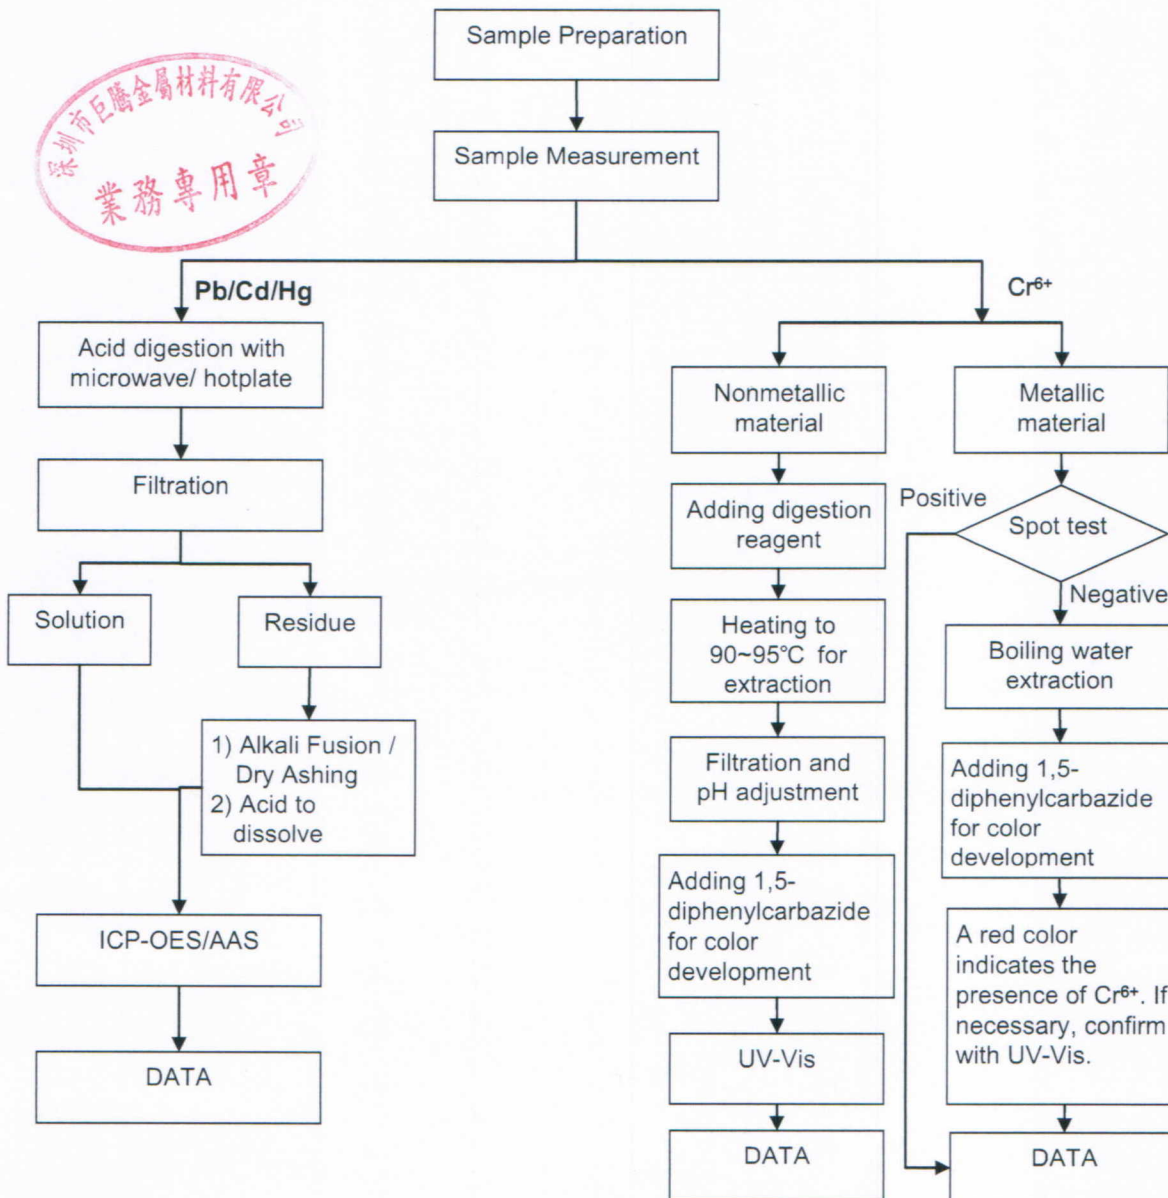 Sample Preparation
深圳市巨騰金屬材料有限公司
業務專用章
Sample Measurement
Pb/Cd/Hg
Cr⁶⁺
Acid digestion with
microwave/ hotplate
Filtration
Solution
Residue
1) Alkali Fusion /
Dry Ashing
2) Acid to
dissolve
ICP-OES/AAS
DATA
Nonmetallic
material
Adding digestion
reagent
Heating to
90~95°C for
extraction
Filtration and
pH adjustment
Adding 1,5-
diphenylcarbazide
for color
development
UV-Vis
DATA
Metallic
material
Positive
Spot test
Negative
Boiling water
extraction
Adding 1,5-
diphenylcarbazide
for color
development
A red color
indicates the
presence of Cr⁶⁺. If
necessary, confirm
with UV-Vis.
DATA